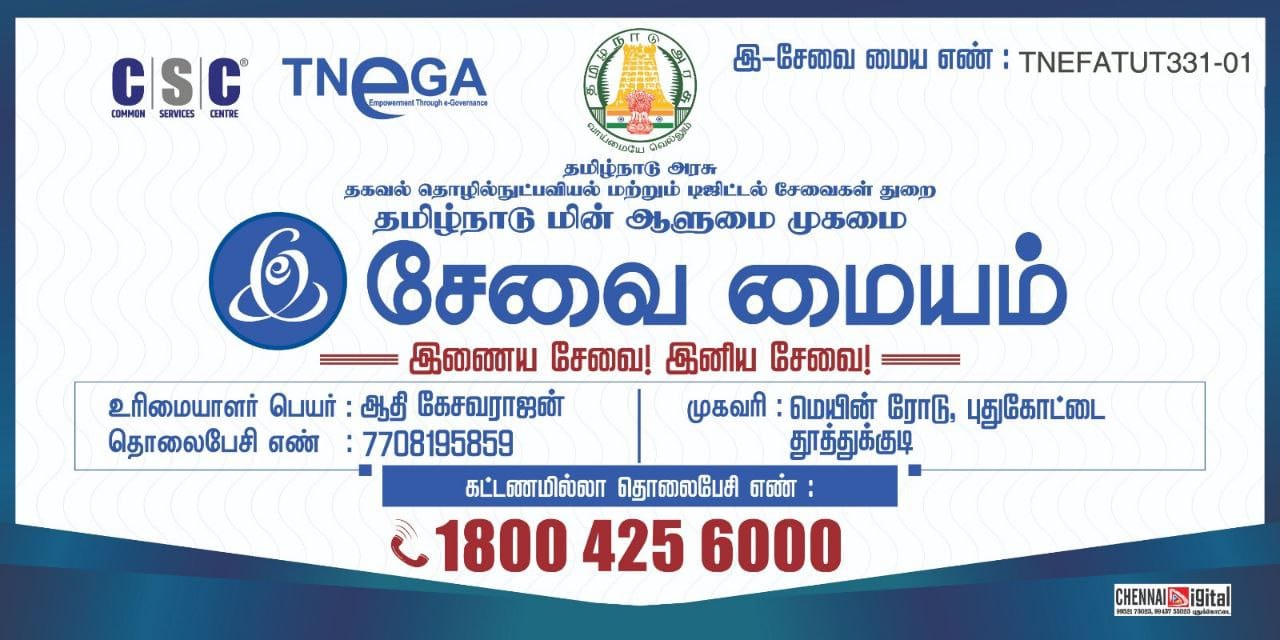 C|S|C®
COMMON SERVICES CENTRE
TNeGA
Empowerment Through e-Governance
தமிழ்நாடு அரசு
வாய்மையே வெல்லும்
இ-சேவை மைய எண் : TNEFATUT331-01
தமிழ்நாடு அரசு
தகவல் தொழில்நுட்பவியல் மற்றும் டிஜிட்டல் சேவைகள் துறை
தமிழ்நாடு மின் ஆளுமை முகமை
இ சேவை மையம்
இணைய சேவை! இனிய சேவை!
உரிமையாளர் பெயர் : ஆதி கேசவராஜன்
தொலைபேசி எண் : 7708195859
முகவரி : மெயின் ரோடு, புதுகோட்டை
தூத்துக்குடி
கட்டணமில்லா தொலைபேசி எண் :
1800 425 6000
CHENNAI Digital
புதுக்கோட்டை.